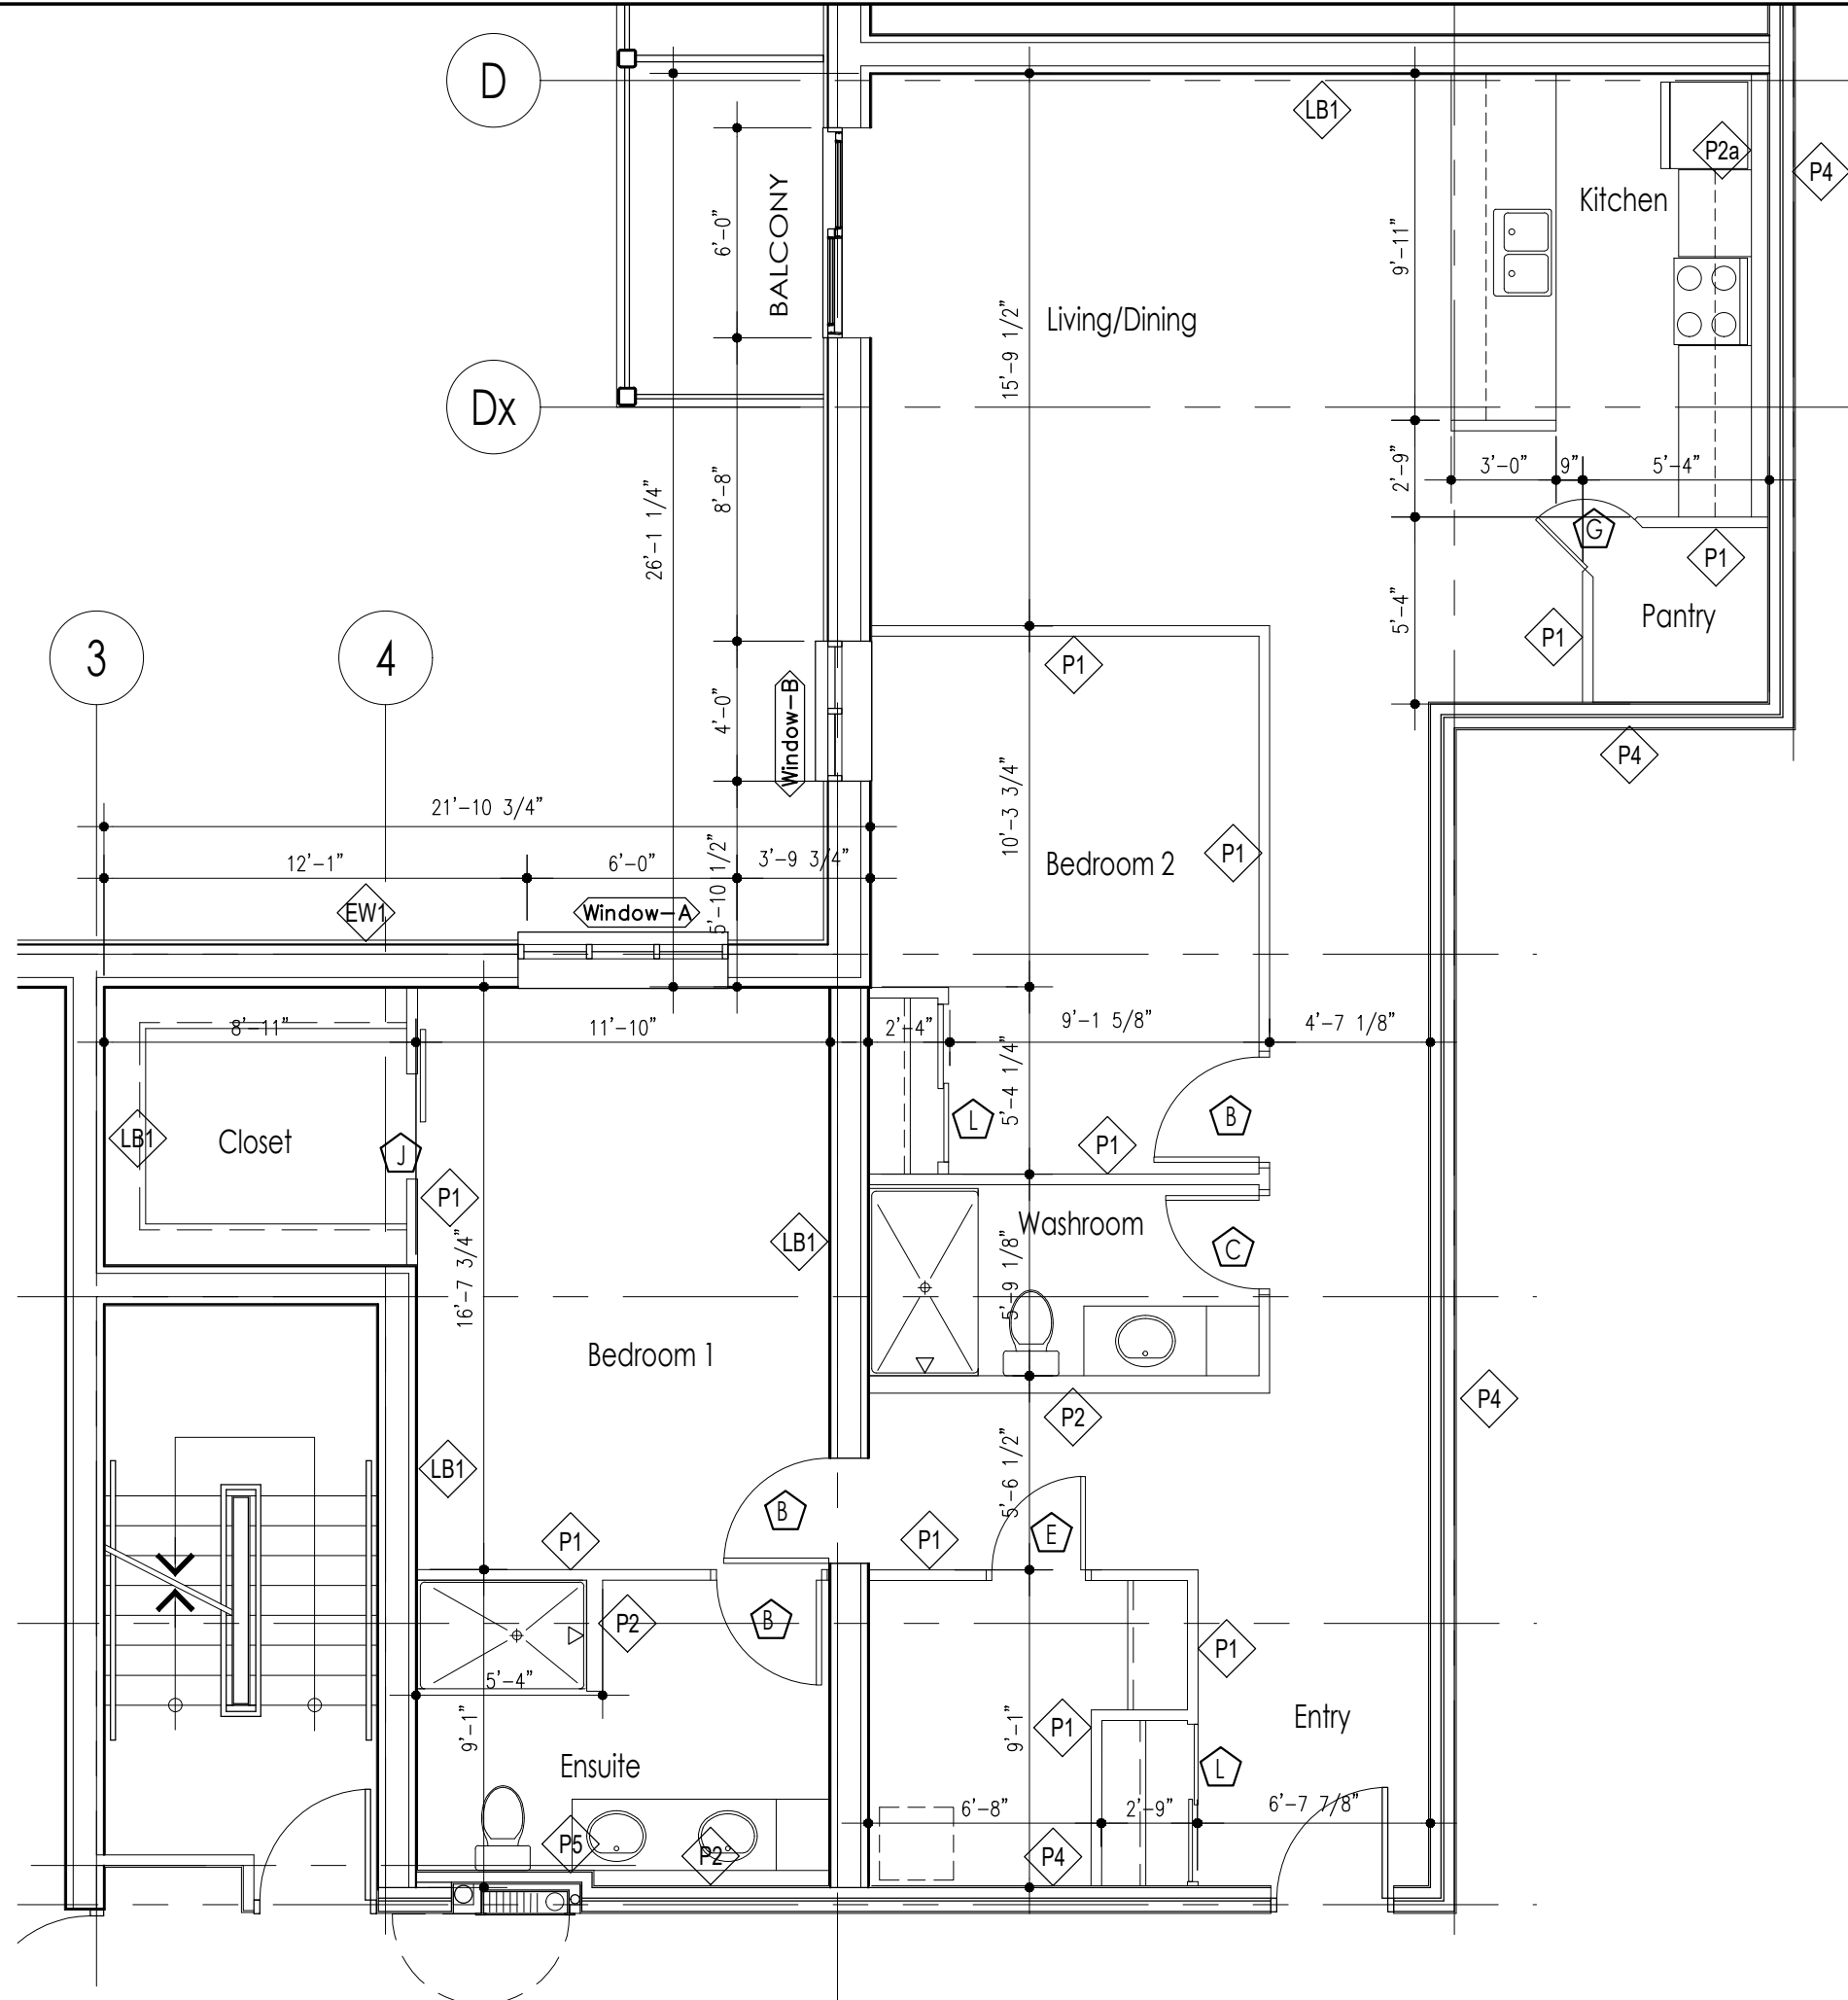 D
LB1
P2a
P4
Kitchen
6'-0"
BALCONY
9'-11"
Living/Dining
15'-9 1/2"
Dx
3'-0"
9"
5'-4"
2'-9"
8'-8"
26'-1 1/4"
G
P1
5'-4"
Pantry
P1
3
4
P1
4'-0"
Window-B
P4
21'-10 3/4"
10'-3 3/4"
12'-1"
6'-0"
5'-10 1/2"
3'-9 3/4"
Bedroom 2
P1
EW1
Window-A
8'-11"
11'-10"
2'-4"
9'-1 5/8"
4'-7 1/8"
5'-4 1/4"
LB1
Closet
J
L
P1
B
P1
16'-7 3/4"
LB1
Washroom
C
5'-9 1/8"
Bedroom 1
P4
P2
LB1
5'-6 1/2"
B
P1
P1
E
P2
B
P1
5'-4"
9'-1"
9'-1"
P1
Entry
Ensuite
L
6'-8"
2'-9"
6'-7 7/8"
P5
P2
P4